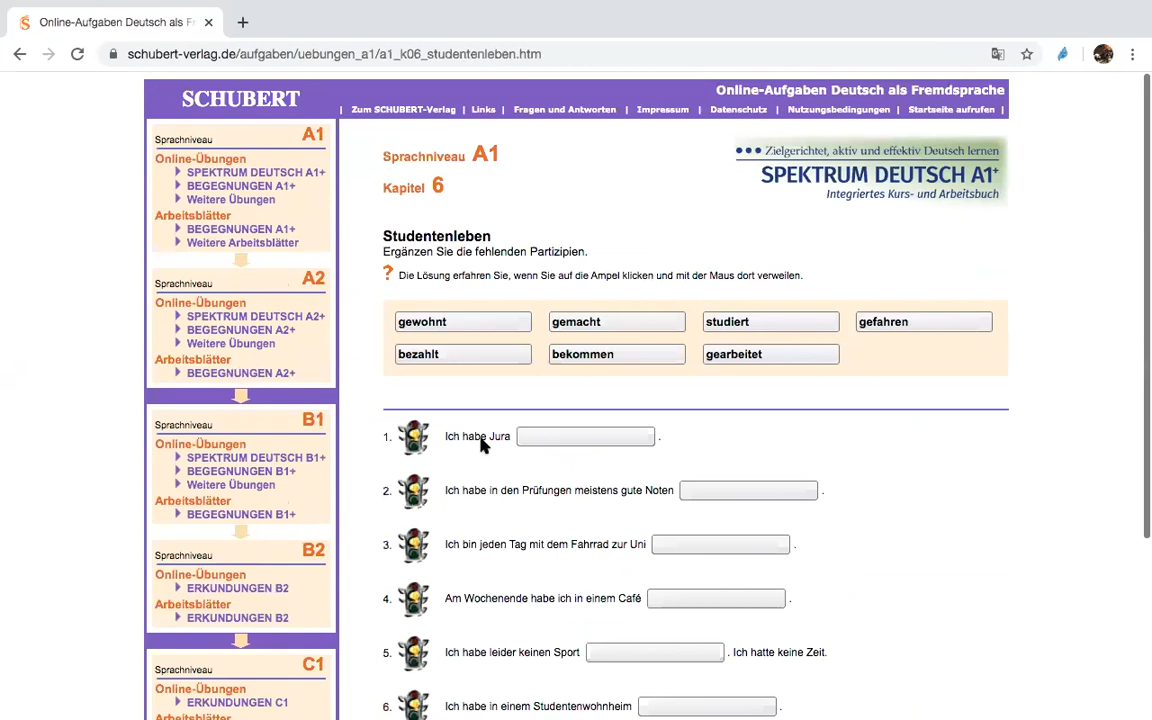 Online-Aufgaben Deutsch als Fr
schubert-verlag.de/aufgaben/uebungen_a1/a1_k06_studentenleben.htm
SCHUBERT
Online-Aufgaben Deutsch als Fremdsprache
| Zum SCHUBERT-Verlag | Links | Fragen und Antworten | Impressum | Datenschutz | Nutzungsbedingungen | Startseite aufrufen |
Sprachniveau A1
Online-Übungen
SPEKTRUM DEUTSCH A1+
BEGEGNUNGEN A1+
Weitere Übungen
Arbeitsblätter
BEGEGNUNGEN A1+
Weitere Arbeitsblätter
Sprachniveau A2
Online-Übungen
SPEKTRUM DEUTSCH A2+
BEGEGNUNGEN A2+
Weitere Übungen
Arbeitsblätter
BEGEGNUNGEN A2+
Sprachniveau B1
Online-Übungen
SPEKTRUM DEUTSCH B1+
BEGEGNUNGEN B1+
Weitere Übungen
Arbeitsblätter
BEGEGNUNGEN B1+
Sprachniveau B2
Online-Übungen
ERKUNDUNGEN B2
Arbeitsblätter
ERKUNDUNGEN B2
Sprachniveau C1
Online-Übungen
ERKUNDUNGEN C1
Arbeitsblätter
Sprachniveau A1
Kapitel 6
Zielgerichtet, aktiv und effektiv Deutsch lernen
SPEKTRUM DEUTSCH A1+
Integriertes Kurs- und Arbeitsbuch
Studentenleben
Ergänzen Sie die fehlenden Partizipien.
? Die Lösung erfahren Sie, wenn Sie auf die Ampel klicken und mit der Maus dort verweilen.
gewohnt gemacht studiert gefahren
bezahlt bekommen gearbeitet
1. Ich habe Jura .
2. Ich habe in den Prüfungen meistens gute Noten .
3. Ich bin jeden Tag mit dem Fahrrad zur Uni .
4. Am Wochenende habe ich in einem Café .
5. Ich habe leider keinen Sport . Ich hatte keine Zeit.
6. Ich habe in einem Studentenwohnheim .